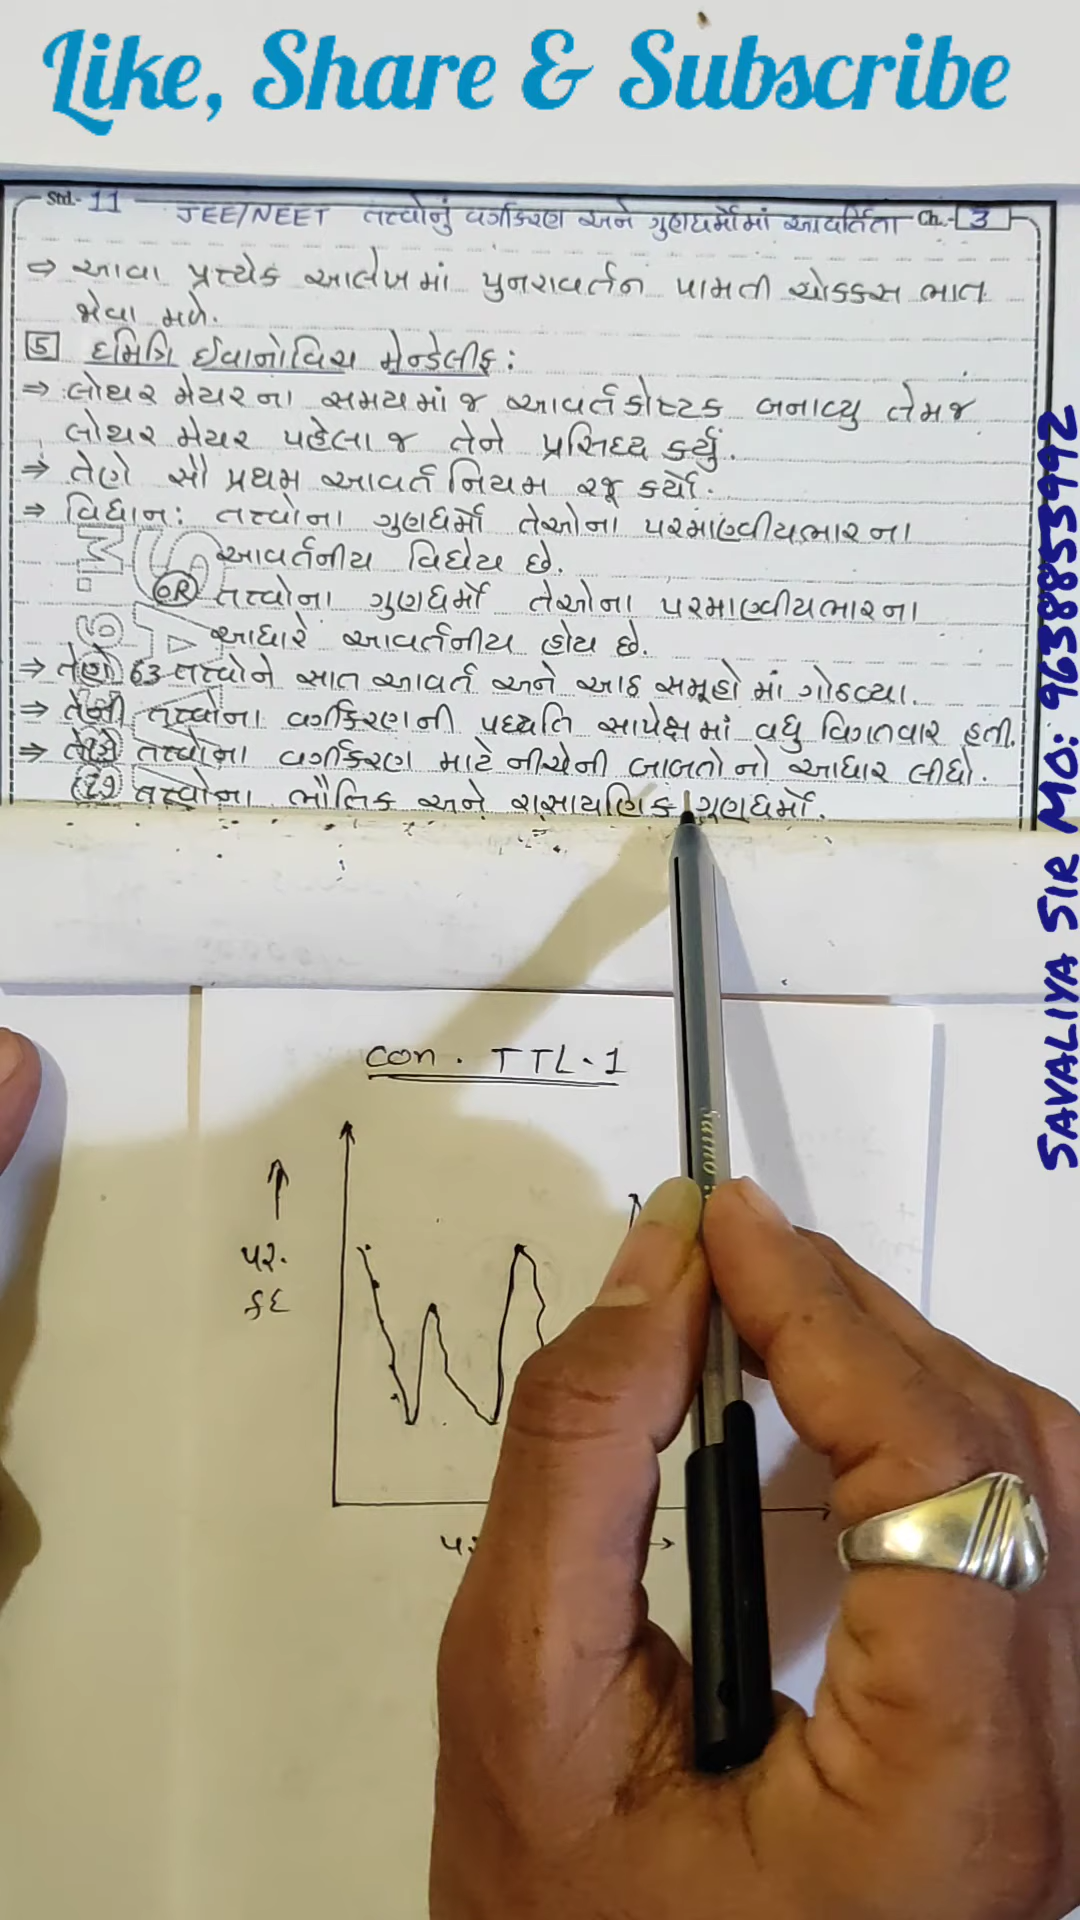 Like, Share & Subscribe
Std.- 11 JEE/NEET તત્ત્વોનું વર્ગીકરણ અને ગુણધર્મોમાં આવર્તિતા Ch.- 3
⇨ આવા પ્રત્યેક આલેખમાં પુનરાવર્તન પામતી ચોક્કસ ભાત
જોવા મળે.
5 દમિત્રિ ઈવાનોવિચ મેન્ડેલીફ :
⇒ લોથર મેયરના સમયમાં જ આવર્તકોષ્ટક બનાવ્યુ તેમજ
લોથર મેયર પહેલા જ તેને પ્રસિધ્ધ કર્યું.
⇒ તેણે સૌ પ્રથમ આવર્ત નિયમ રજૂ કર્યો.
⇒ વિધાન: તત્ત્વોના ગુણધર્મો તેઓના પરમાણ્વીયભારના
આવર્તનીય વિધેય છે.
OR તત્ત્વોના ગુણધર્મો તેઓના પરમાણ્વીયભારના
આધારે આવર્તનીય હોય છે.
⇒ તેણે 63 તત્ત્વોને સાત આવર્ત અને આઠ સમૂહોમાં ગોઠવ્યા.
⇒ તેની તત્ત્વોના વર્ગીકરણની પધ્ધતિ સાપેક્ષમાં વધુ વિગતવાર હતી.
⇒ તેણે તત્ત્વોના વર્ગીકરણ માટે નીચેની બાબતોનો આધાર લીધો.
તત્ત્વોના ભૌતિક અને રાસાયણિક ગુણધર્મો.
SAVALIYA SIR MO: 9638853992
con. TTL-1
પર.
કદ